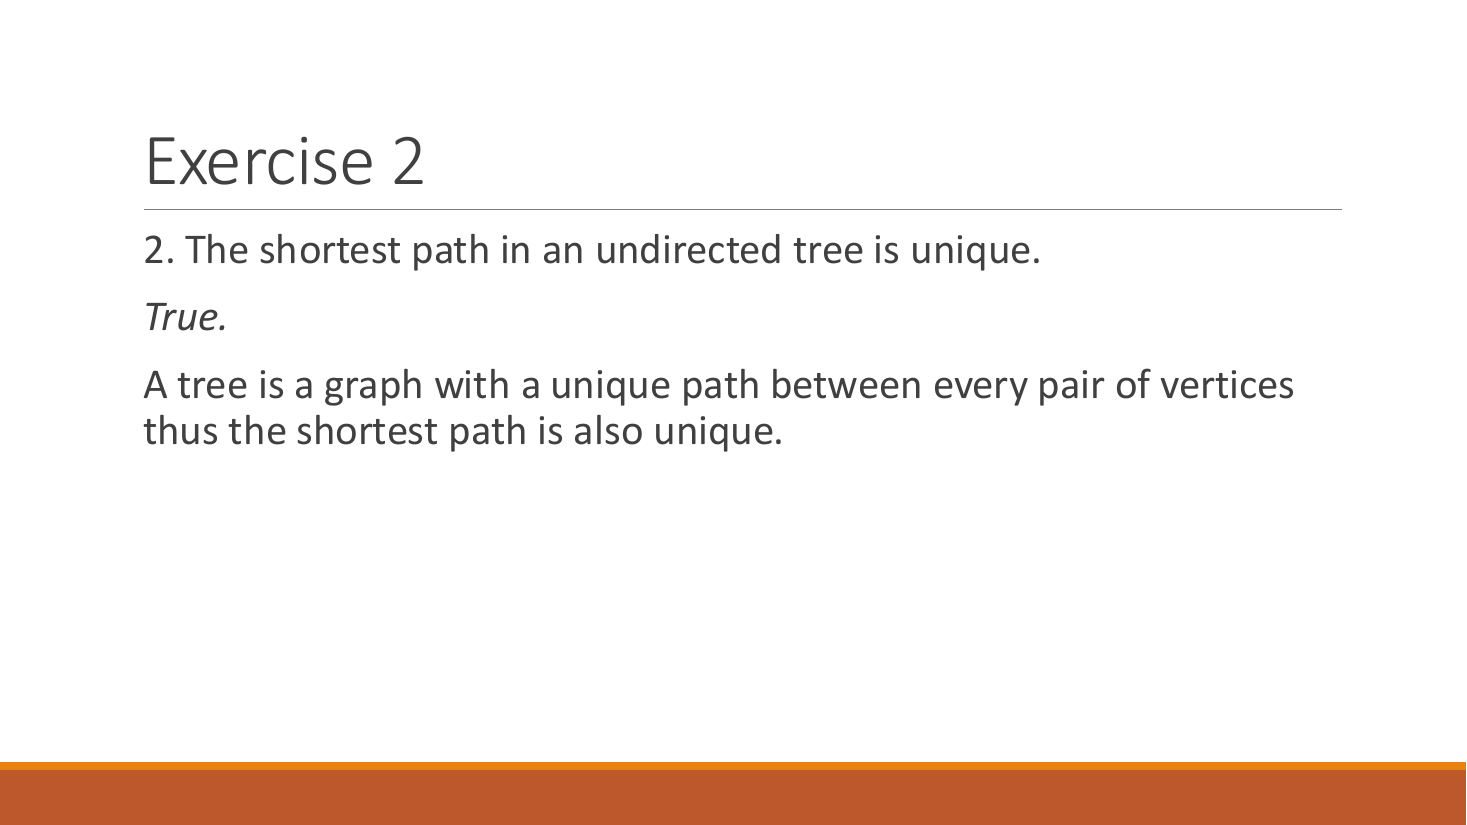 Exercise 2
2. The shortest path in an undirected tree is unique.
True.
A tree is a graph with a unique path between every pair of vertices
thus the shortest path is also unique.